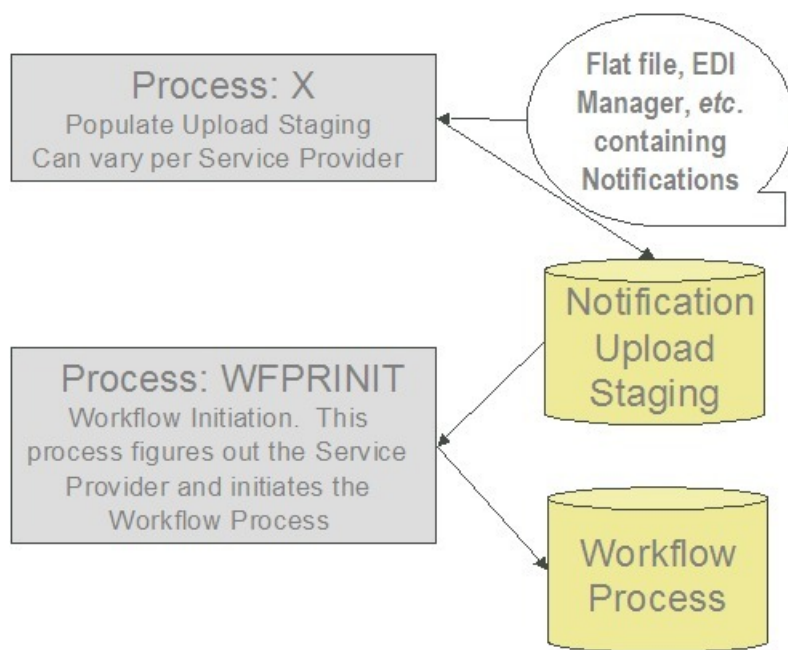 Process: X
Populate Upload Staging
Can vary per Service Provider
Flat file, EDI
Manager, etc.
containing
Notifications
Notification
Upload
Staging
Process: WFPRINIT
Workflow Initiation.  This
process figures out the Service
Provider and initiates the
Workflow Process
Workflow
Process